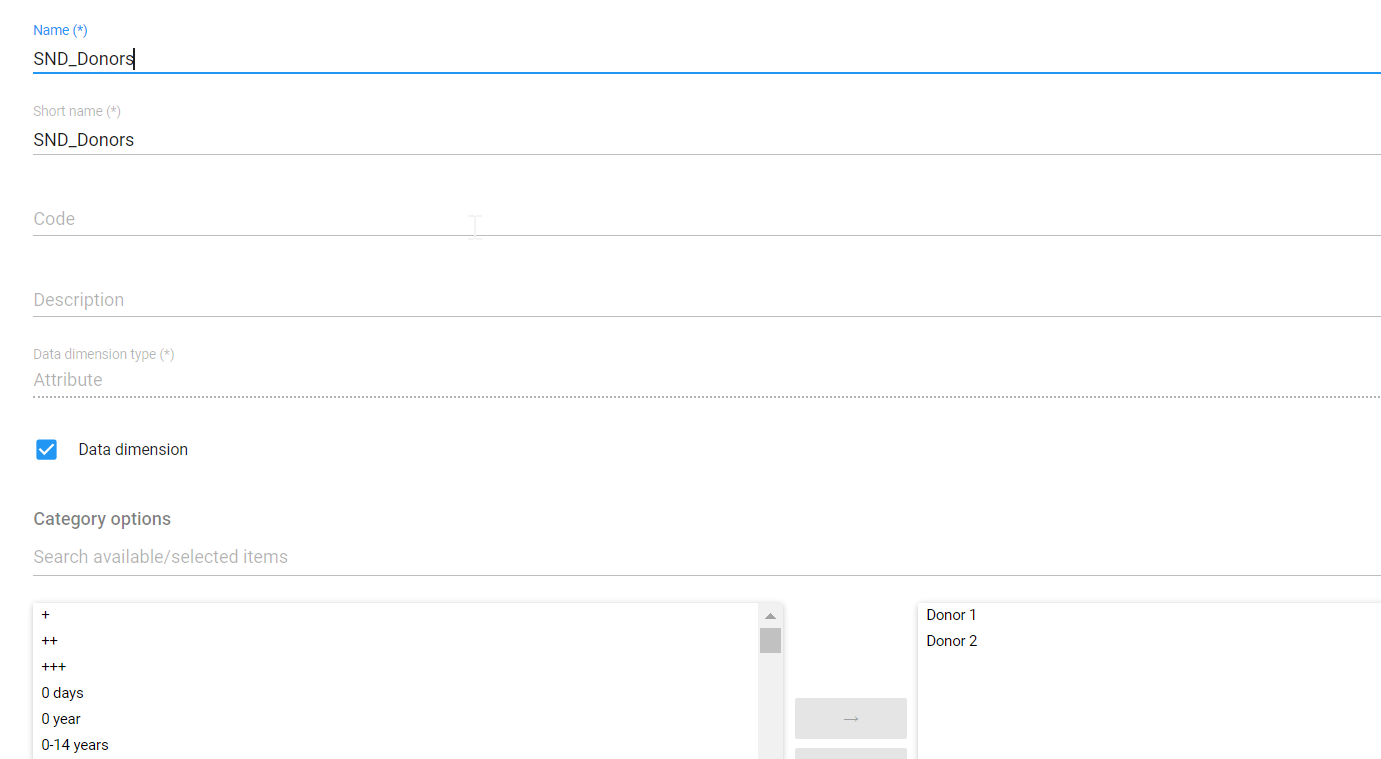 Name (*)
SND_Donors
Short name (*)
SND_Donors
Code
Description
Data dimension type (*)
Attribute
Data dimension
Category options
Search available/selected items
+
++
+++
0 days
0 year
0-14 years
→
Donor 1
Donor 2